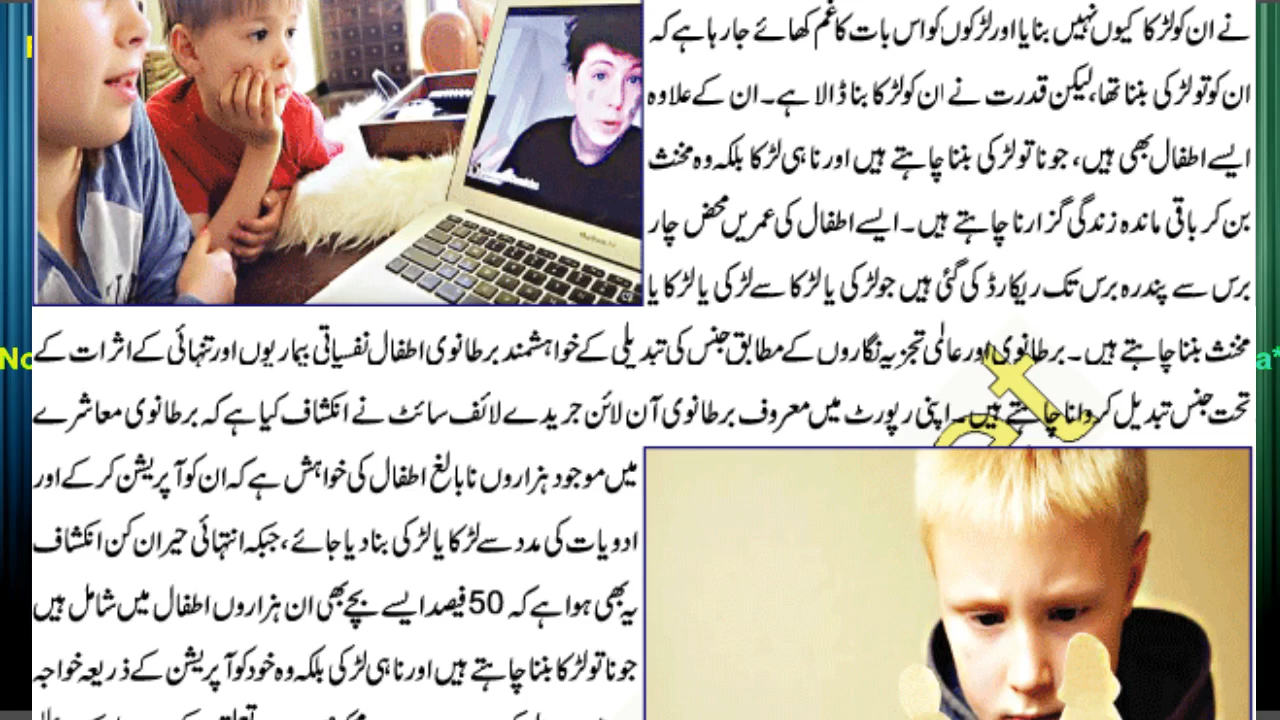 نے ان کو لڑکا کیوں نہیں بنایا اور لڑکوں کو اس بات کا غم کھائے جا رہا ہے کہ
ان کو تو لڑکی بننا تھا، لیکن قدرت نے ان کو لڑکا بنا ڈالا ہے۔ ان کے علاوہ
ایسے اطفال بھی ہیں، جو نا تو لڑکی بننا چاہتے ہیں اور نا ہی لڑکا بلکہ وہ مخنث
بن کر باقی ماندہ زندگی گزارنا چاہتے ہیں۔ ایسے اطفال کی عمریں محض چار
برس سے پندرہ برس تک ریکارڈ کی گئی ہیں جو لڑکی یا لڑکا سے لڑکی یا لڑکا یا
مخنث بننا چاہتے ہیں۔ برطانوی اور عالمی تجزیہ نگاروں کے مطابق جنس کی تبدیلی کے خواہشمند برطانوی اطفال نفسیاتی بیماریوں اور تنہائی کے اثرات کے
تحت جنس تبدیل کروانا چاہتے ہیں۔ اپنی رپورٹ میں معروف برطانوی آن لائن جریدے لائف سائٹ نے انکشاف کیا ہے کہ برطانوی معاشرے
میں موجود ہزاروں نابالغ اطفال کی خواہش ہے کہ ان کو آپریشن کر کے اور
ادویات کی مدد سے لڑکا یا لڑکی بنا دیا جائے، جبکہ انتہائی حیران کن انکشاف
یہ بھی ہوا ہے کہ 50 فیصد ایسے بچے بھی ان ہزاروں اطفال میں شامل ہیں
جو نا تو لڑکا بننا چاہتے ہیں اور نا ہی لڑکی بلکہ وہ خود کو آپریشن کے ذریعہ خواجہ